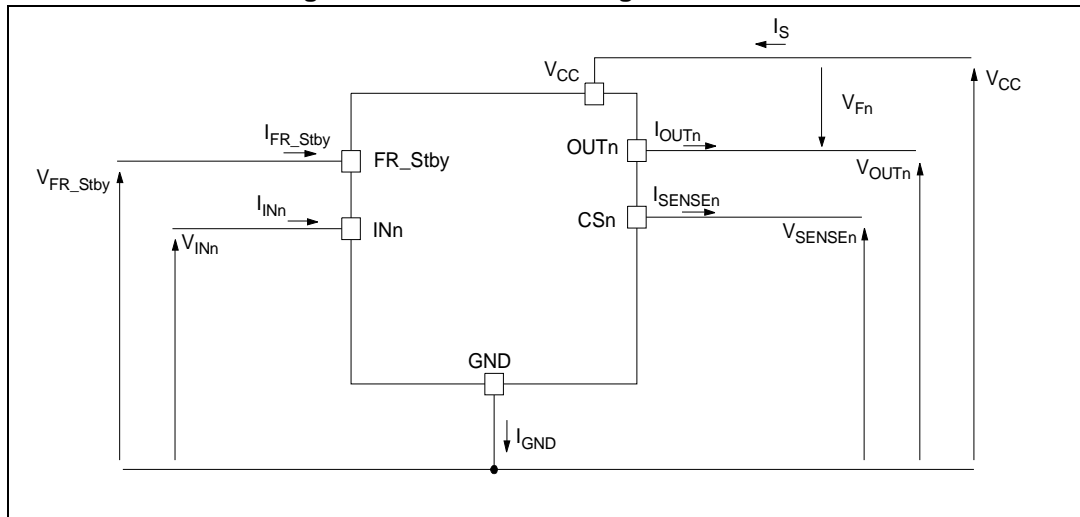 I_S
V_CC
V_CC
V_Fn
I_FR_Stby
FR_Stby
OUTn
I_OUTn
V_FR_Stby
V_OUTn
I_INn
INn
I_SENSEn
CSn
V_INn
V_SENSEn
GND
I_GND